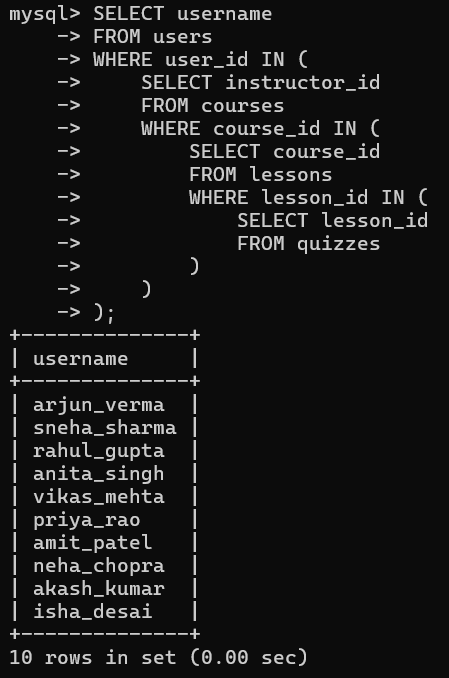 mysql> SELECT username
    -> FROM users
    -> WHERE user_id IN (
    ->     SELECT instructor_id
    ->     FROM courses
    ->     WHERE course_id IN (
    ->         SELECT course_id
    ->         FROM lessons
    ->         WHERE lesson_id IN (
    ->             SELECT lesson_id
    ->             FROM quizzes
    ->         )
    ->     )
    -> );
+--------------+
| username     |
+--------------+
| arjun_verma  |
| sneha_sharma |
| rahul_gupta  |
| anita_singh  |
| vikas_mehta  |
| priya_rao    |
| amit_patel   |
| neha_chopra  |
| akash_kumar  |
| isha_desai   |
+--------------+
10 rows in set (0.00 sec)